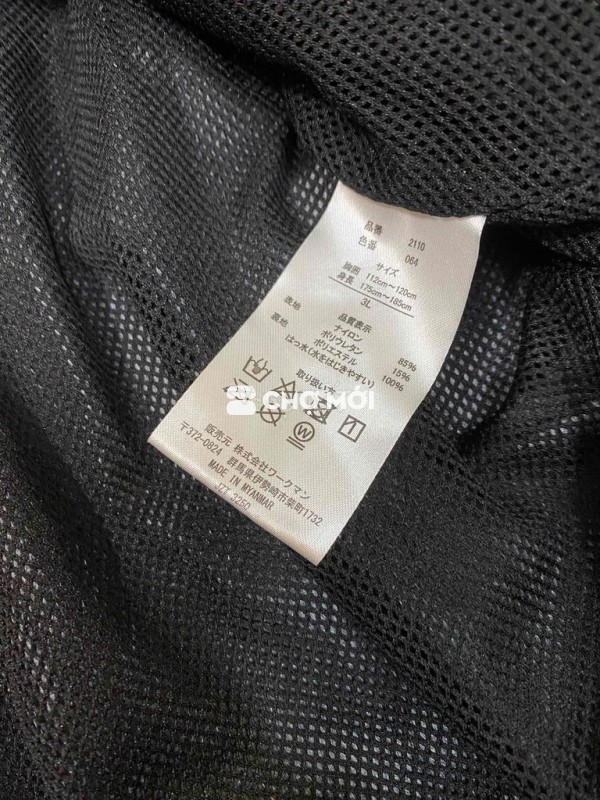 品番 2110
色番 064
サイズ
胸囲 112cm～120cm
身長 175cm～185cm
3L
品質表示
表地 ナイロン 85%
ポリウレタン 15%
裏地 ポリエステル 100%
はっ水(水をはじきやすい)
取り扱い方
CHỢ MỚI
W
販売元 株式会社ワークマン
〒372-0824 群馬県伊勢崎市柴町1732
MADE IN MYANMAR
JZT 3250